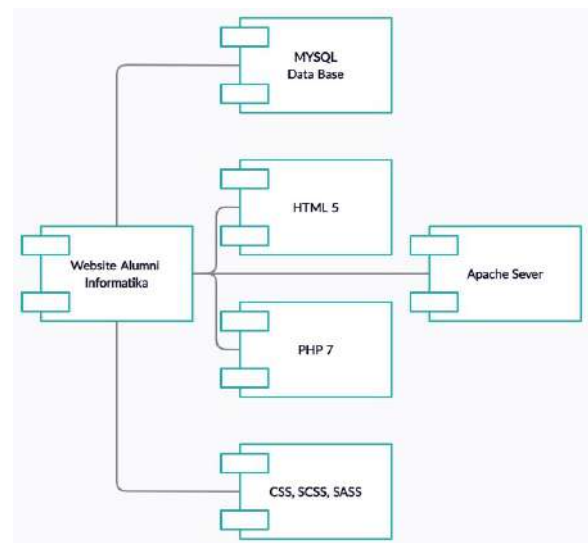 MYSQL
Data Base
HTML 5
Website Alumni
Informatika
Apache Sever
PHP 7
CSS, SCSS, SASS